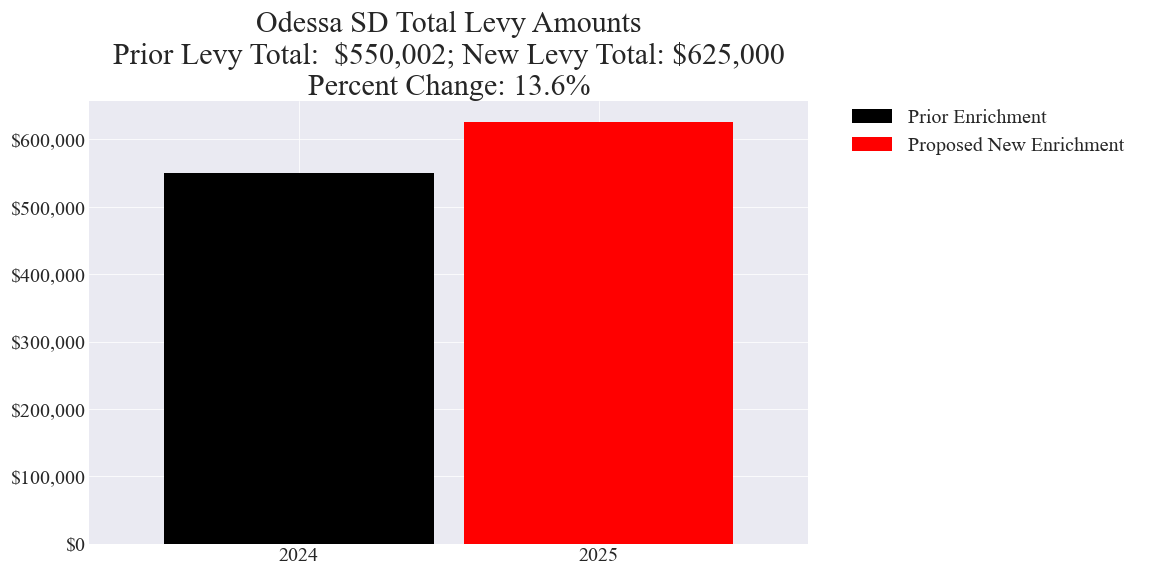 Odessa SD Total Levy Amounts
Prior Levy Total:  $550,002; New Levy Total: $625,000
Percent Change: 13.6%
Prior Enrichment
Proposed New Enrichment
$600,000
$500,000
$400,000
$300,000
$200,000
$100,000
$0
2024
2025